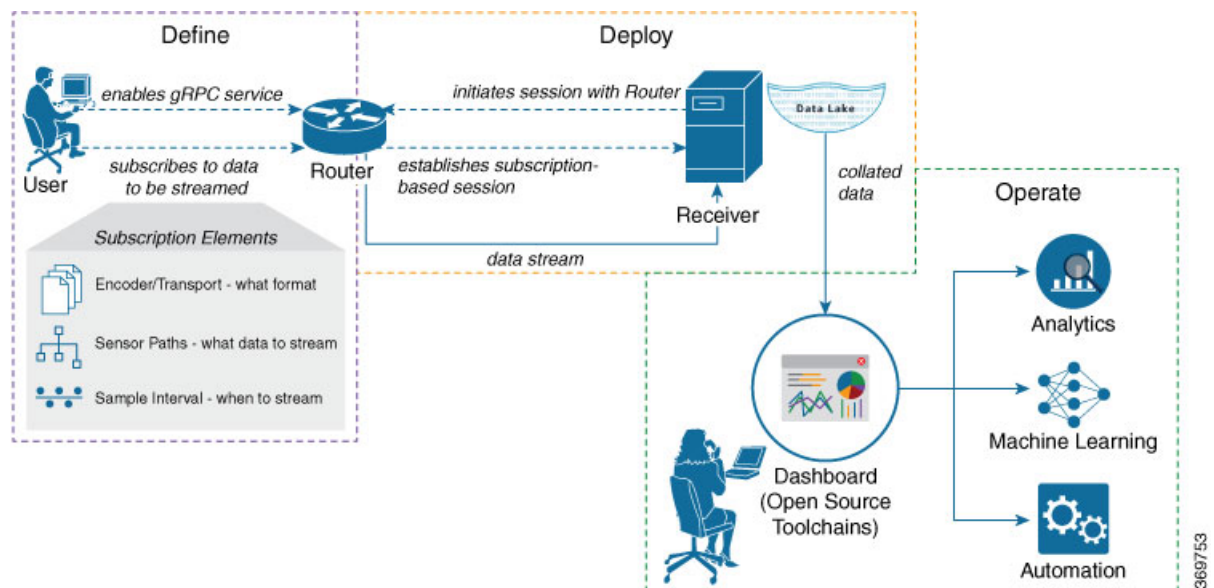 Define
Deploy
enables gRPC service
initiates session with Router
Data Lake
subscribes to data
to be streamed
User
Router
establishes subscription-
based session
Receiver
collated
data
data stream
Subscription Elements
Encoder/Transport - what format
Sensor Paths - what data to stream
Sample Interval - when to stream
Operate
Analytics
Machine Learning
Automation
Dashboard
(Open Source
Toolchains)
369753